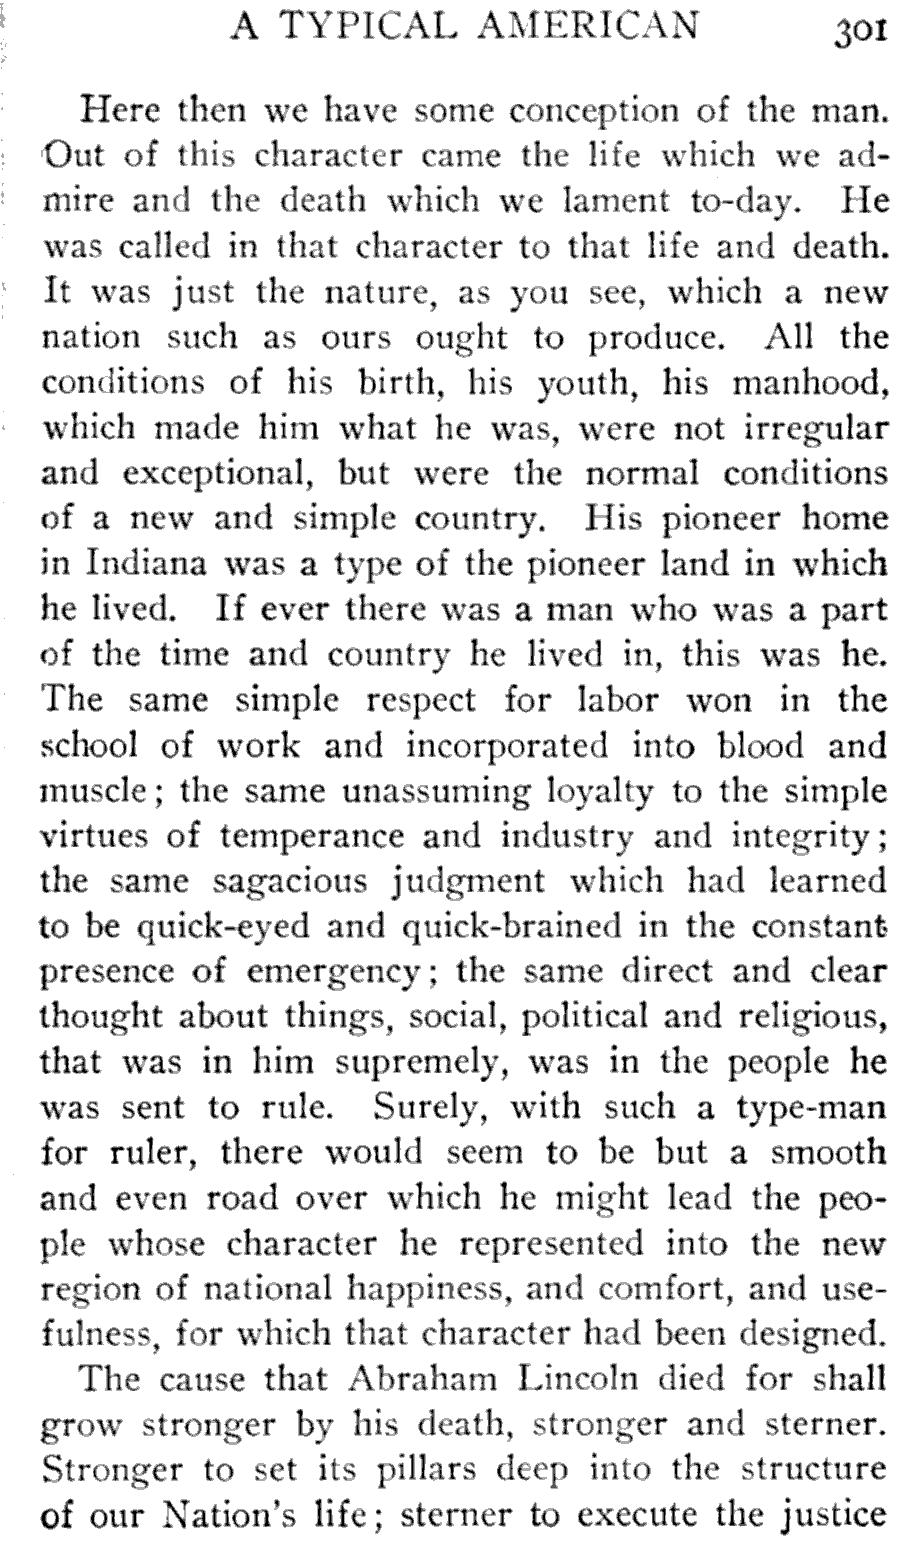 A TYPICAL AMERICAN 301
Here then we have some conception of the man.
Out of this character came the life which we ad-
mire and the death which we lament to-day. He
was called in that character to that life and death.
It was just the nature, as you see, which a new
nation such as ours ought to produce. All the
conditions of his birth, his youth, his manhood,
which made him what he was, were not irregular
and exceptional, but were the normal conditions
of a new and simple country. His pioneer home
in Indiana was a type of the pioneer land in which
he lived. If ever there was a man who was a part
of the time and country he lived in, this was he.
The same simple respect for labor won in the
school of work and incorporated into blood and
muscle; the same unassuming loyalty to the simple
virtues of temperance and industry and integrity;
the same sagacious judgment which had learned
to be quick-eyed and quick-brained in the constant
presence of emergency; the same direct and clear
thought about things, social, political and religious,
that was in him supremely, was in the people he
was sent to rule. Surely, with such a type-man
for ruler, there would seem to be but a smooth
and even road over which he might lead the peo-
ple whose character he represented into the new
region of national happiness, and comfort, and use-
fulness, for which that character had been designed.
The cause that Abraham Lincoln died for shall
grow stronger by his death, stronger and sterner.
Stronger to set its pillars deep into the structure
of our Nation's life; sterner to execute the justice